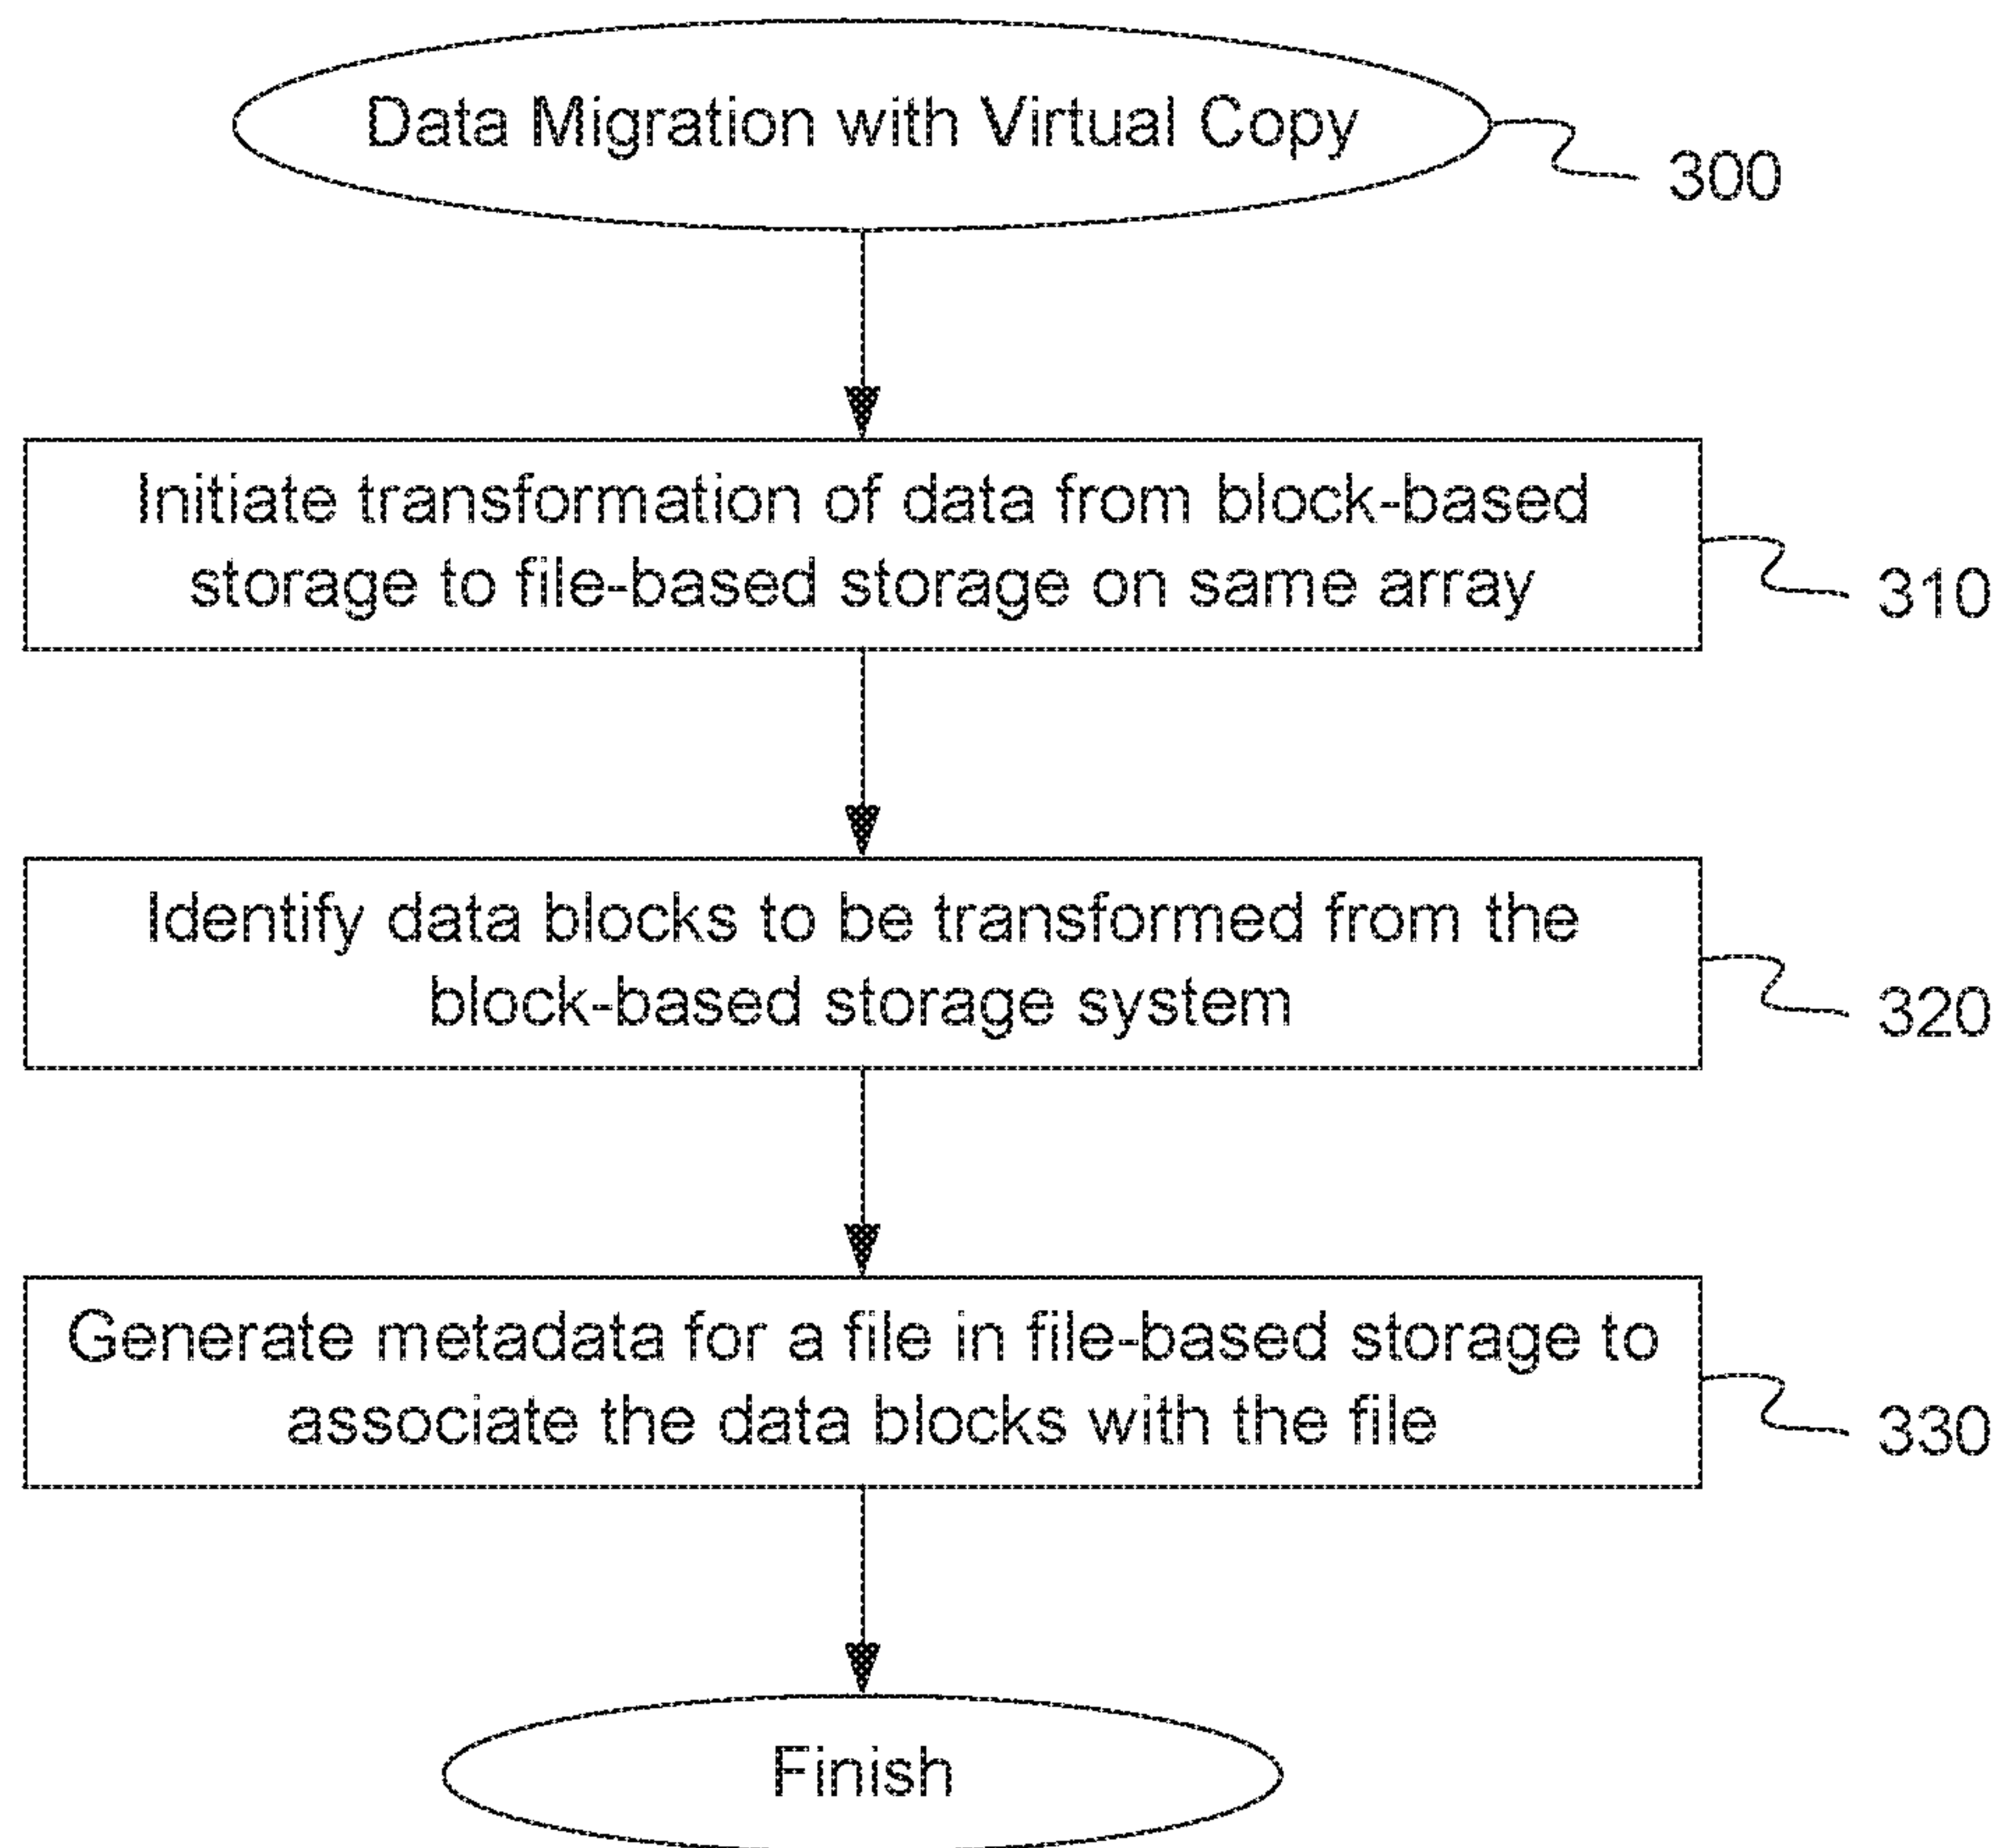 Data Migration with Virtual Copy
300
Initiate transformation of data from block-based
storage to file-based storage on same array
310
Identify data blocks to be transformed from the
block-based storage system
320
Generate metadata for a file in file-based storage to
associate the data blocks with the file
330
Finish